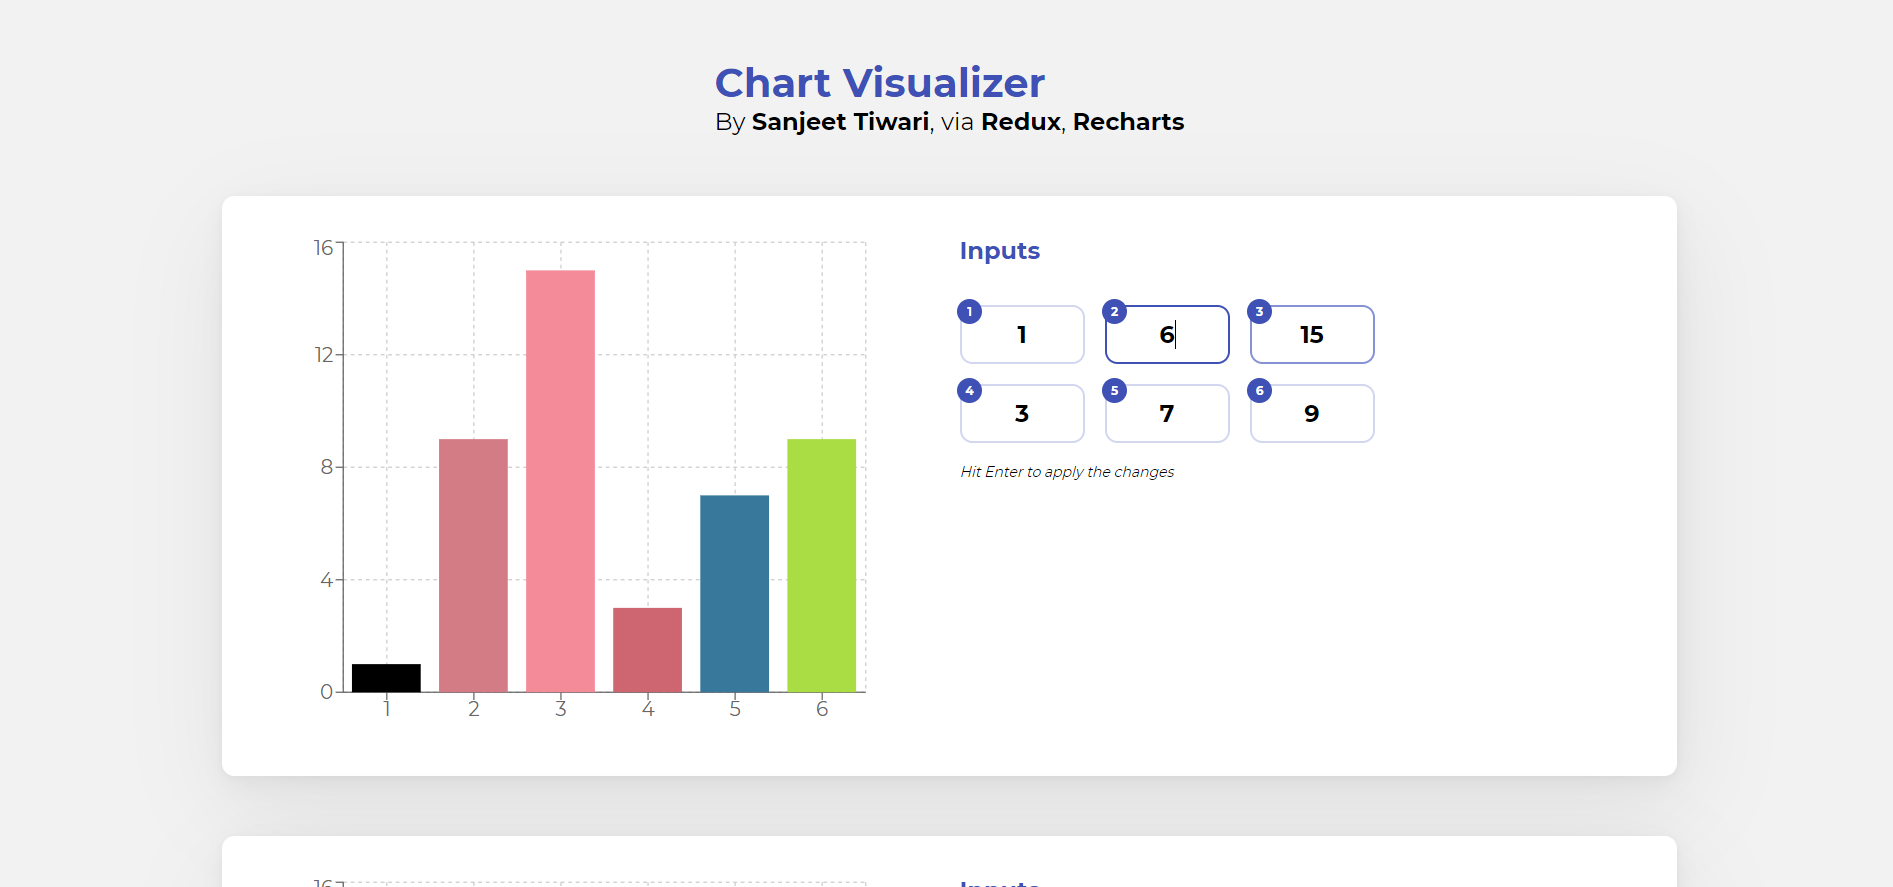 Chart Visualizer
By Sanjeet Tiwari, via Redux, Recharts
16
12
8
4
0
1 2 3 4 5 6
Inputs
1 2 3
1 6 15
4 5 6
3 7 9
Hit Enter to apply the changes
16
Inputs